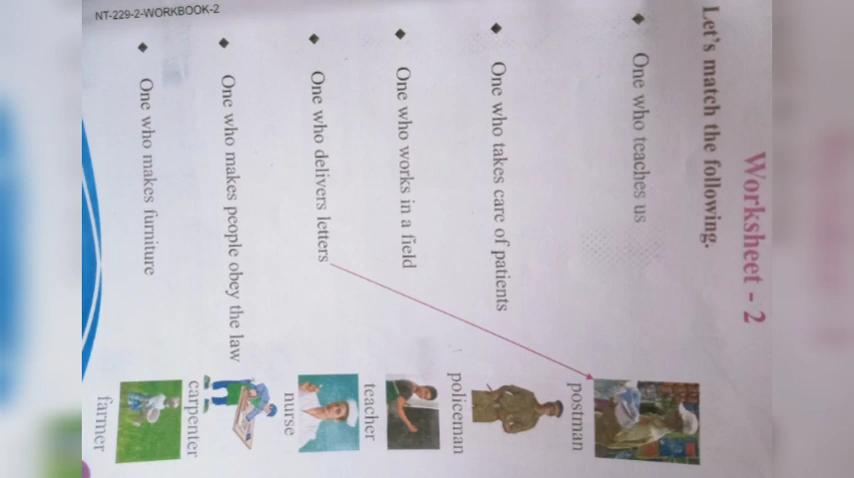 Worksheet - 2
Let's match the following.
◆ One who teaches us
postman
◆ One who takes care of patients
policeman
◆ One who works in a field
teacher
◆ One who delivers letters
nurse
◆ One who makes people obey the law
carpenter
◆ One who makes furniture
farmer
NT-229-2-WORKBOOK-2